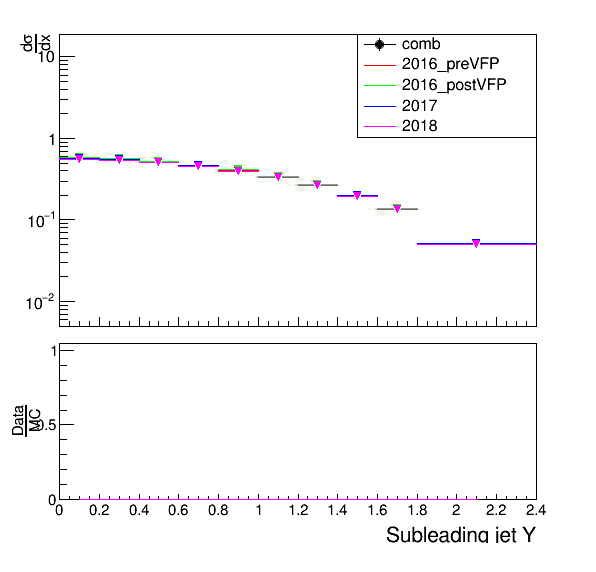 dσ
dx
10
1
10⁻¹
10⁻²
comb
2016_preVFP
2016_postVFP
2017
2018
Data
MC
1
0.5
0
0 0.2 0.4 0.6 0.8 1 1.2 1.4 1.6 1.8 2 2.2 2.4
Subleading jet Y